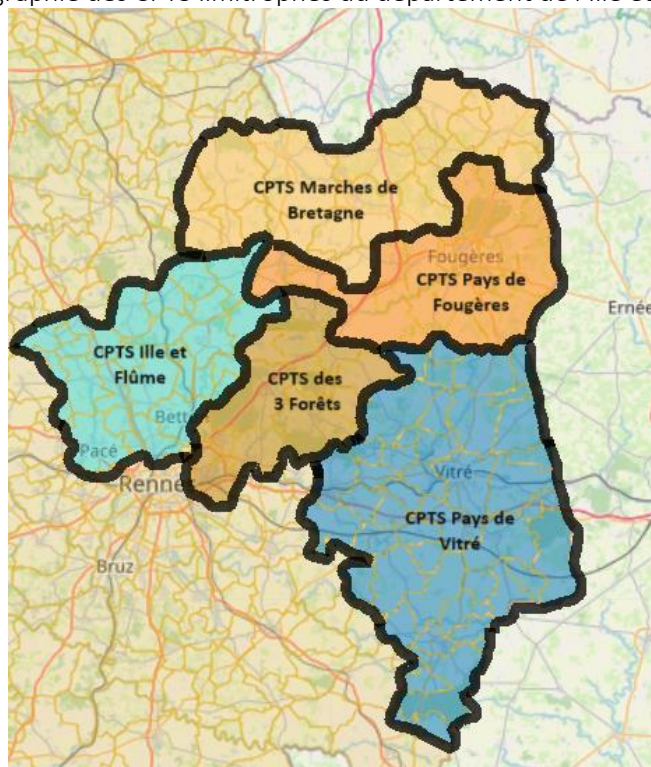 CPTS Marches de
Bretagne
Fougères
CPTS Pays de
Fougères
Ernée
CPTS Ille et
Flûme
CPTS des
3 Forêts
Pacé
Vitré
Rennes
CPTS Pays de
Vitré
Bruz